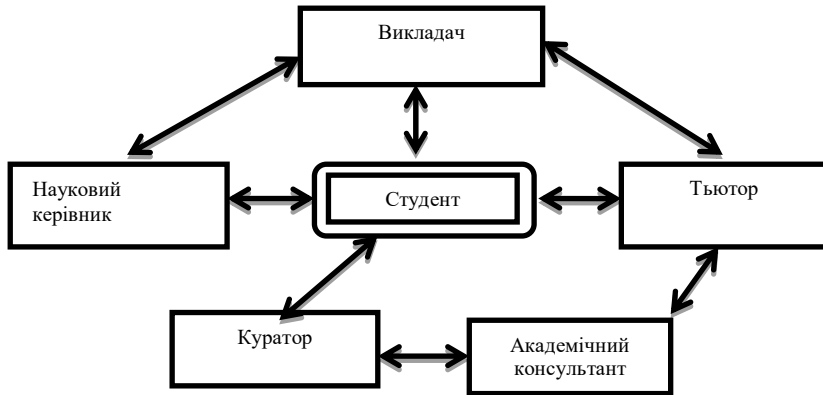 Викладач
Науковий
керівник
Студент
Тьютор
Куратор
Академічний
консультант